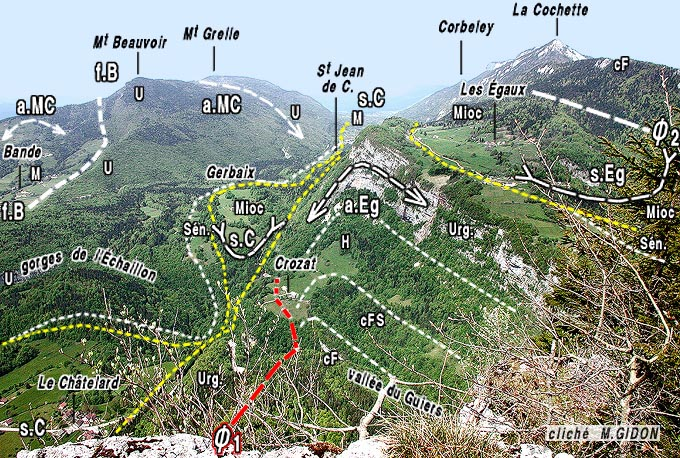 La Cochette
Corbeley
Mt Grelle
Mt Beauvoir
cF
f.B
U
a.MC
St Jean
de C.
s.C
M
Les Égaux
a.MC
U
Mioc
φ2
Bande
M
U
Gerbaix
s.Eg
f.B
Mioc
a.Eg
Mioc
Sén.
s.C
H
Urg.
Sén.
U
gorges de l'Échaillon
Crozat
cFS
cF
Le Châtelard
Urg.
vallée du Guiers
s.C
φ1
cliché M.GIDON